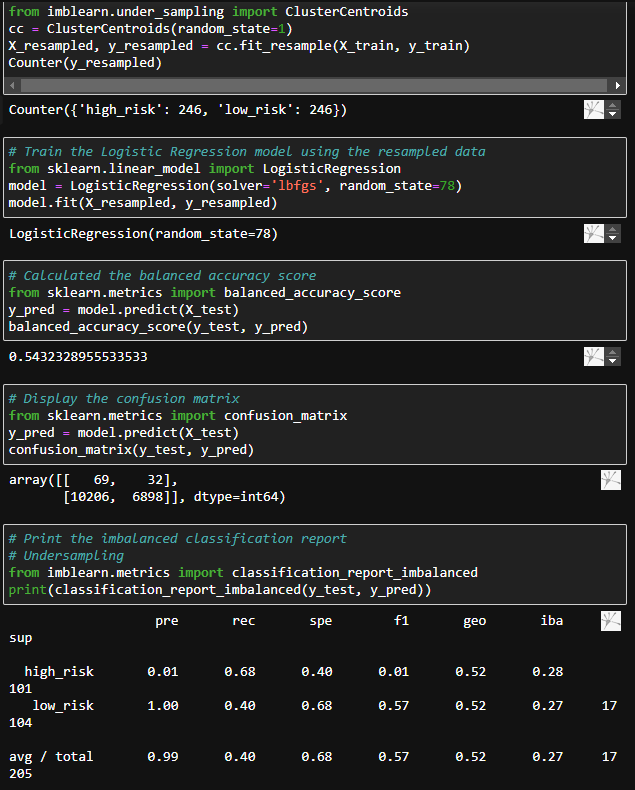 from imblearn.under_sampling import ClusterCentroids
cc = ClusterCentroids(random_state=1)
X_resampled, y_resampled = cc.fit_resample(X_train, y_train)
Counter(y_resampled)
Counter({'high_risk': 246, 'low_risk': 246})
# Train the Logistic Regression model using the resampled data
from sklearn.linear_model import LogisticRegression
model = LogisticRegression(solver='lbfgs', random_state=78)
model.fit(X_resampled, y_resampled)
LogisticRegression(random_state=78)
# Calculated the balanced accuracy score
from sklearn.metrics import balanced_accuracy_score
y_pred = model.predict(X_test)
balanced_accuracy_score(y_test, y_pred)
0.5432328955533533
# Display the confusion matrix
from sklearn.metrics import confusion_matrix
y_pred = model.predict(X_test)
confusion_matrix(y_test, y_pred)
array([[   69,    32],
       [10206,  6898]], dtype=int64)
# Print the imbalanced classification report
# Undersampling
from imblearn.metrics import classification_report_imbalanced
print(classification_report_imbalanced(y_test, y_pred))
                   pre       rec       spe        f1       geo       iba
sup
  high_risk       0.01      0.68      0.40      0.01      0.52      0.28
101
   low_risk       1.00      0.40      0.68      0.57      0.52      0.27     17
104
avg / total       0.99      0.40      0.68      0.57      0.52      0.27     17
205